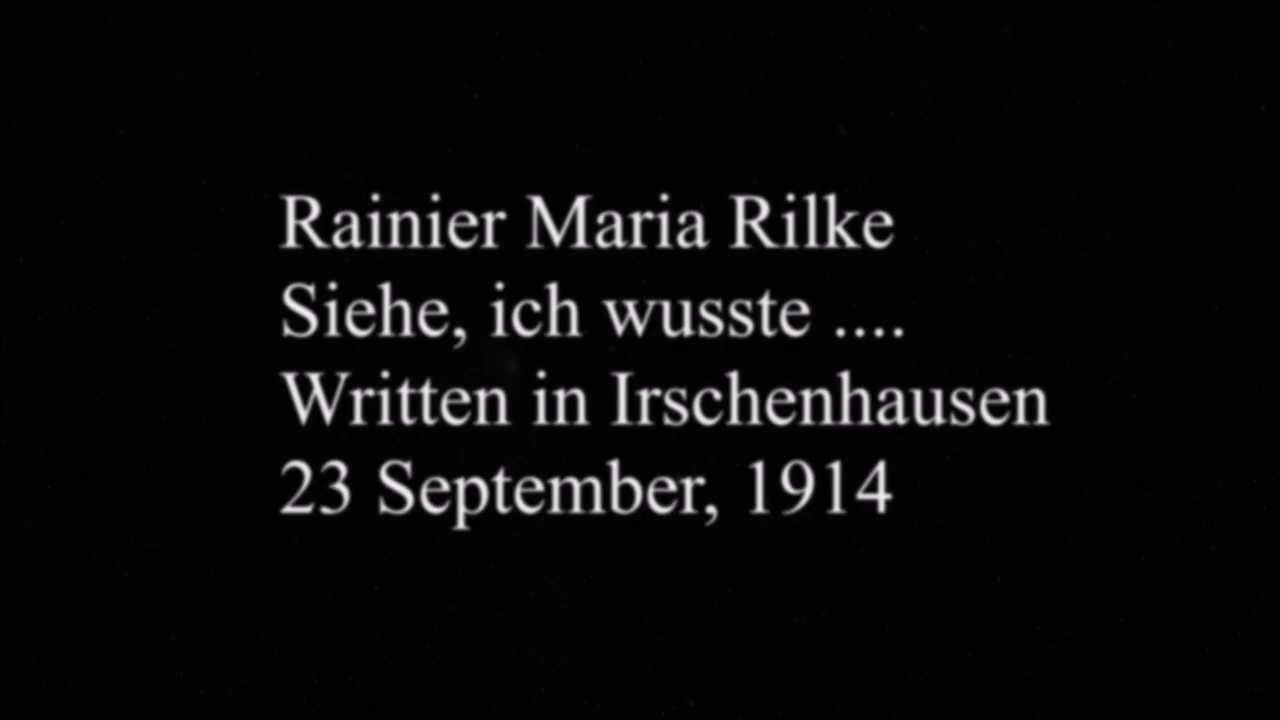 Rainier Maria Rilke
Siehe, ich wusste ....
Written in Irschenhausen
23 September, 1914